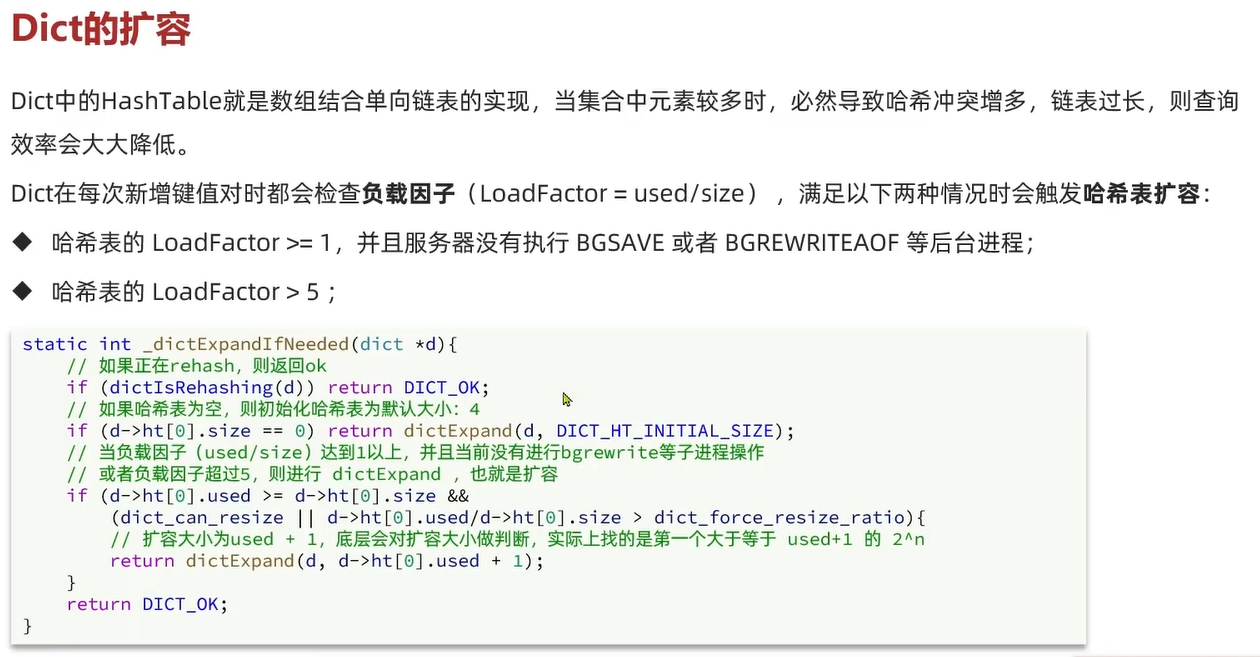 Dict的扩容
Dict中的HashTable就是数组结合单向链表的实现，当集合中元素较多时，必然导致哈希冲突增多，链表过长，则查询
效率会大大降低。
Dict在每次新增键值对时都会检查负载因子（LoadFactor = used/size），满足以下两种情况时会触发哈希表扩容：
◆ 哈希表的 LoadFactor >= 1，并且服务器没有执行 BGSAVE 或者 BGREWRITEAOF 等后台进程；
◆ 哈希表的 LoadFactor > 5 ；
static int _dictExpandIfNeeded(dict *d){
    // 如果正在rehash，则返回ok
    if (dictIsRehashing(d)) return DICT_OK;
    // 如果哈希表为空，则初始化哈希表为默认大小：4
    if (d->ht[0].size == 0) return dictExpand(d, DICT_HT_INITIAL_SIZE);
    // 当负载因子（used/size）达到1以上，并且当前没有进行bgrewrite等子进程操作
    // 或者负载因子超过5，则进行 dictExpand ，也就是扩容
    if (d->ht[0].used >= d->ht[0].size &&
        (dict_can_resize || d->ht[0].used/d->ht[0].size > dict_force_resize_ratio){
        // 扩容大小为used + 1，底层会对扩容大小做判断，实际上找的是第一个大于等于 used+1 的 2^n
        return dictExpand(d, d->ht[0].used + 1);
    }
    return DICT_OK;
}